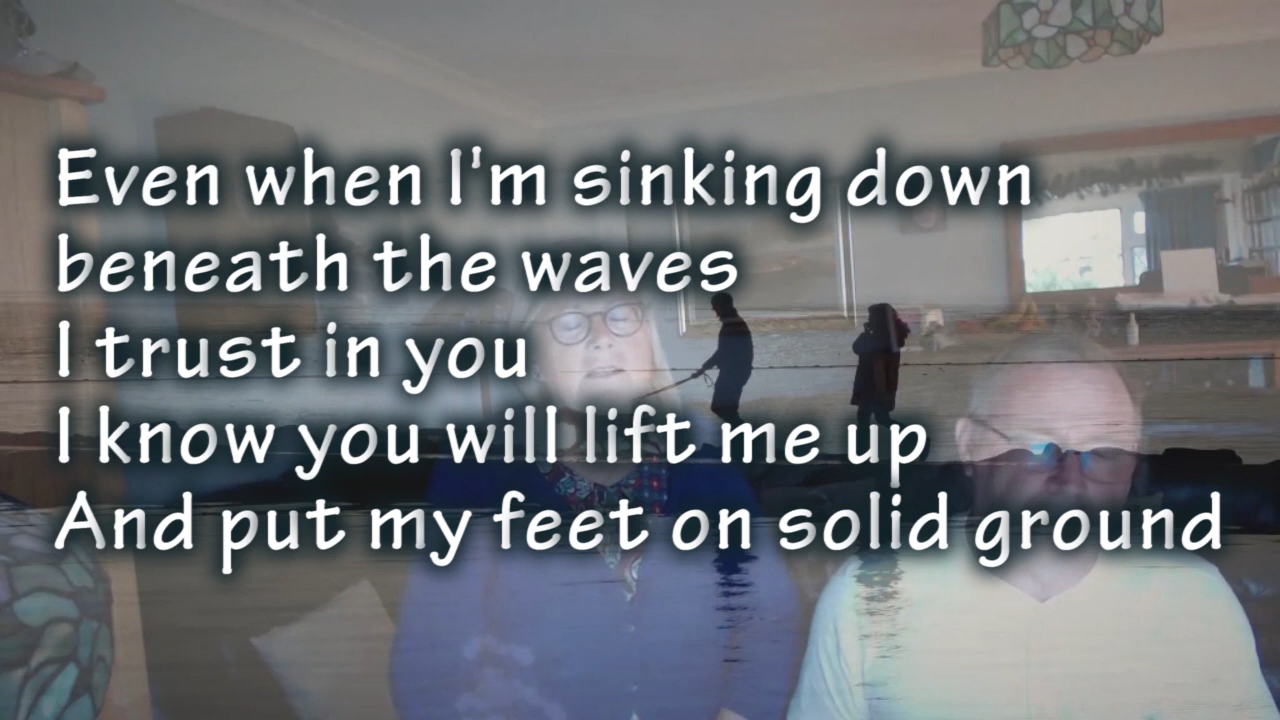 Even when I'm sinking down
beneath the waves
I trust in you
I know you will lift me up
And put my feet on solid ground